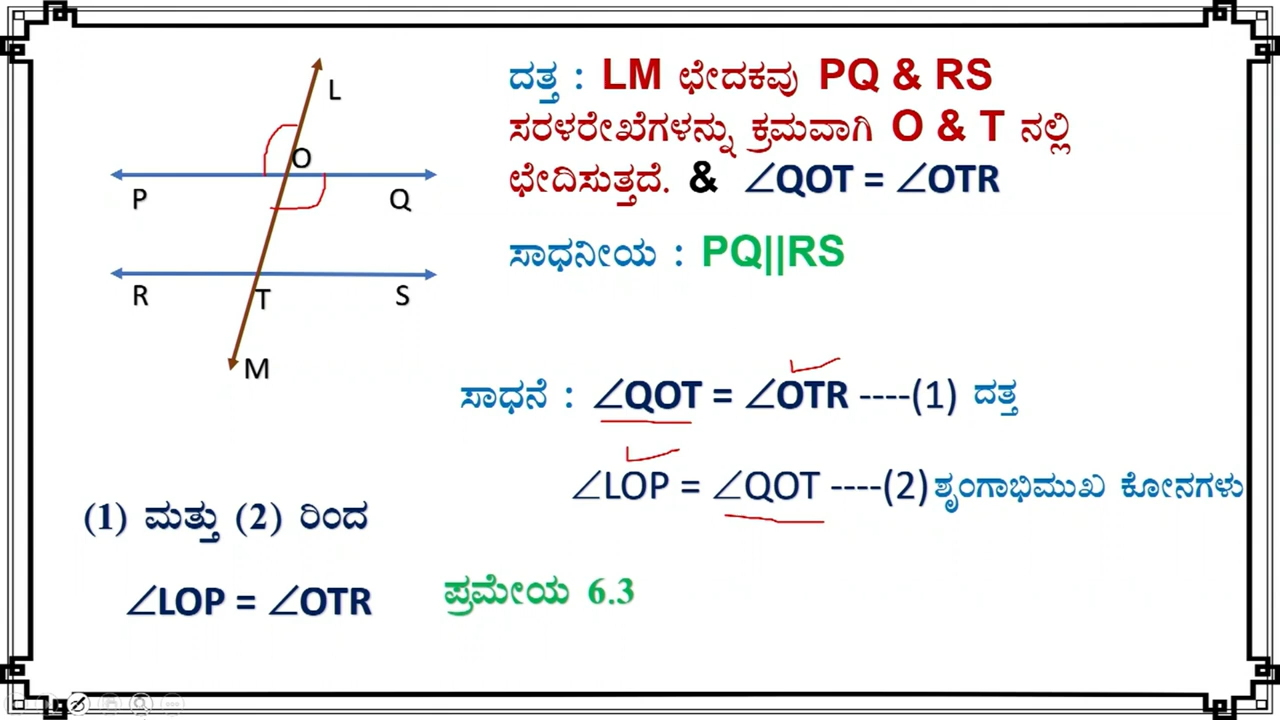 L
O
P
Q
R
T
S
M
ದತ್ತ : LM ಛೇದಕವು PQ & RS
ಸರಳರೇಖೆಗಳನ್ನು ಕ್ರಮವಾಗಿ O & T ನಲ್ಲಿ
ಛೇದಿಸುತ್ತದೆ. & ∠QOT = ∠OTR
ಸಾಧನೀಯ : PQ||RS
ಸಾಧನೆ : ∠QOT = ∠OTR ----(1) ದತ್ತ
∠LOP = ∠QOT ----(2) ಶೃಂಗಾಭಿಮುಖ ಕೋನಗಳು
(1) ಮತ್ತು (2) ರಿಂದ
∠LOP = ∠OTR ಪ್ರಮೇಯ 6.3